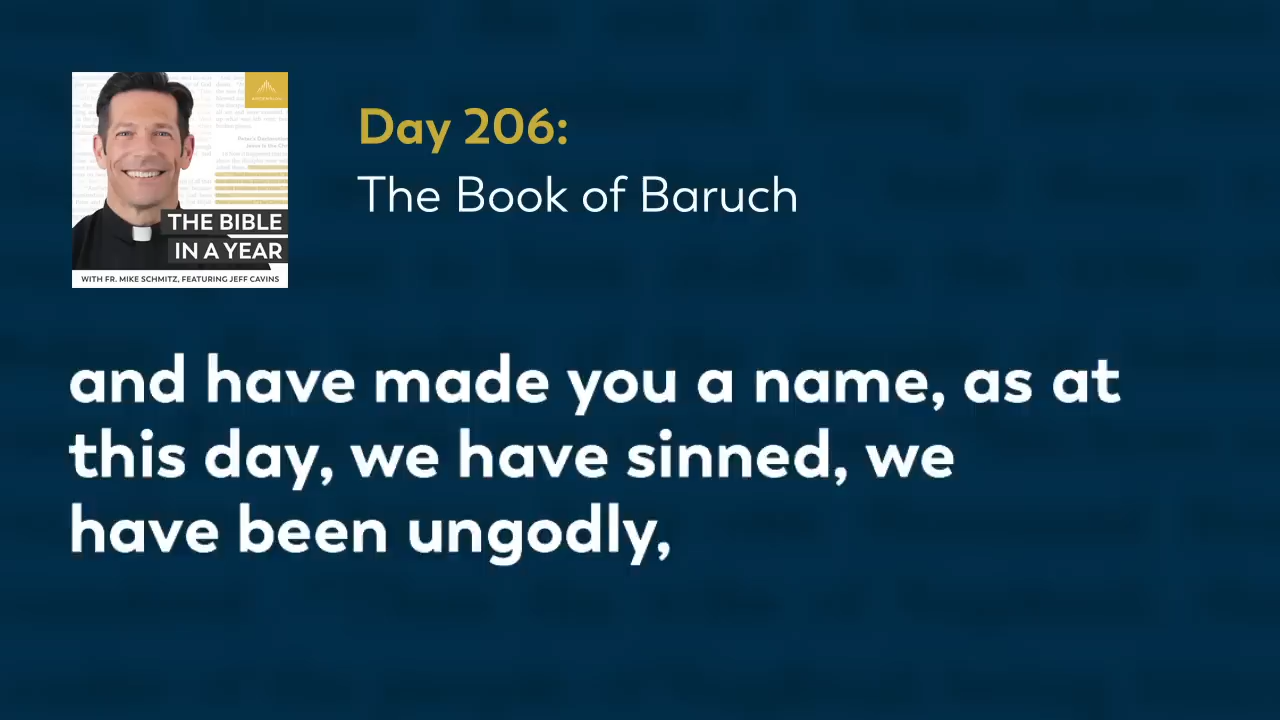 Day 206:
The Book of Baruch
THE BIBLE
IN A YEAR
WITH FR. MIKE SCHMITZ, FEATURING JEFF CAVINS
and have made you a name, as at
this day, we have sinned, we
have been ungodly,